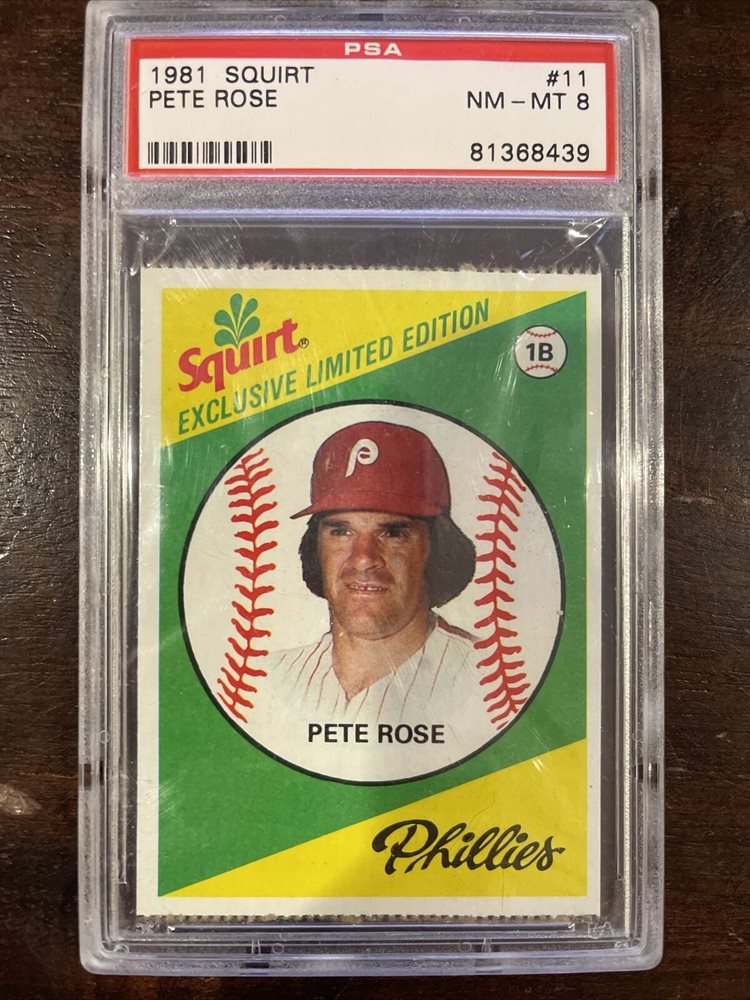 PSA
1981 SQUIRT #11
PETE ROSE NM - MT 8
81368439
Squirt®
EXCLUSIVE LIMITED EDITION
1B
P
PETE ROSE
Phillies